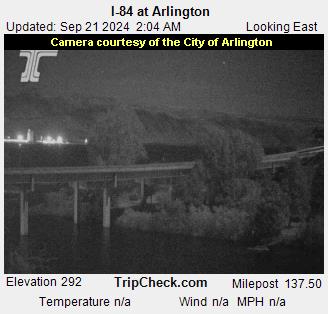 I-84 at Arlington
Updated: Sep 21 2024 2:04 AM Looking East
Camera courtesy of the City of Arlington
Elevation 292 TripCheck.com Milepost 137.50
Temperature n/a Wind n/a MPH n/a